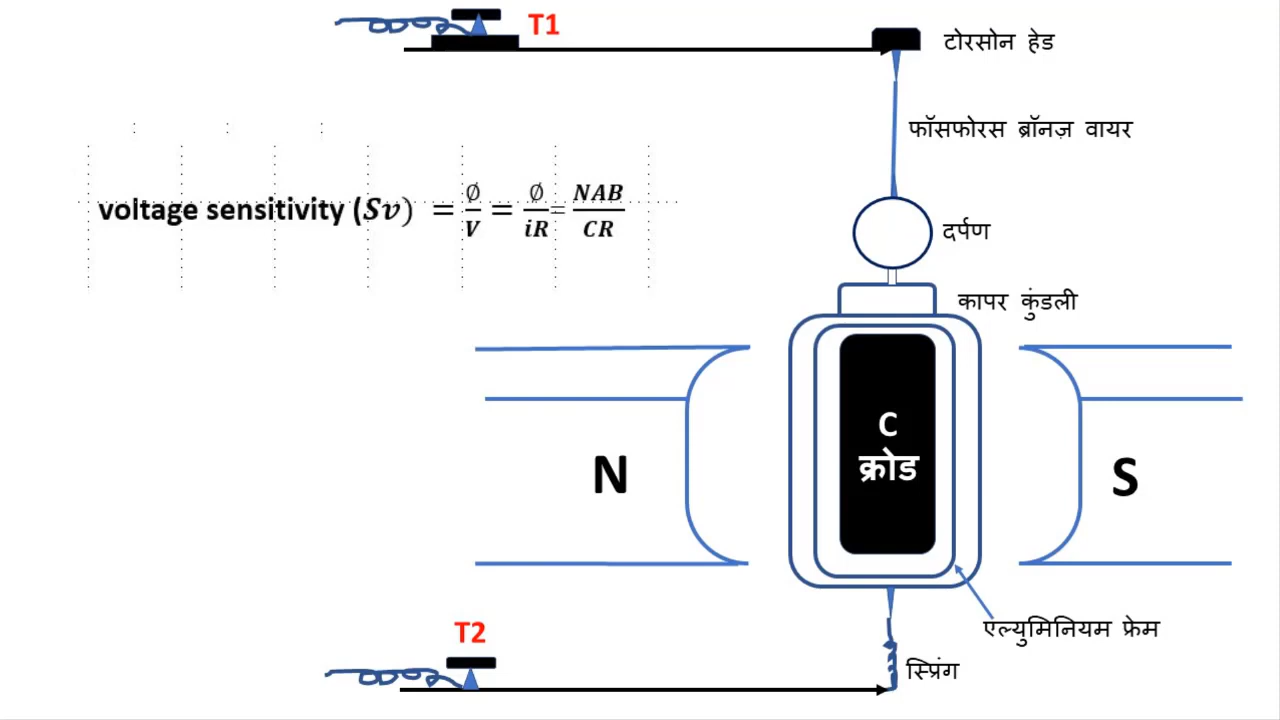 T1
टोरसोन हेड
फॉसफोरस ब्रॉनज़ वायर
voltage sensitivity (Sv) = ∅/V = ∅/iR = NAB/CR
दर्पण
कापर कुंडली
C
क्रोड
N
S
T2
एल्युमिनियम फ्रेम
स्प्रिंग